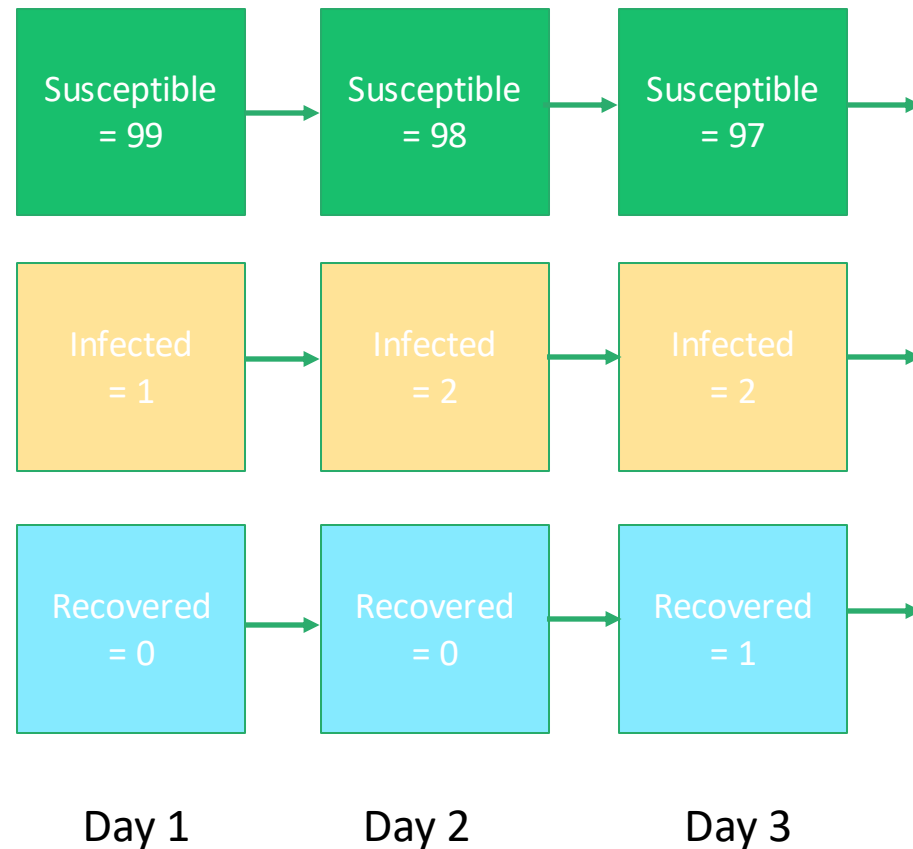 Susceptible
= 99
Susceptible
= 98
Susceptible
= 97
Infected
= 1
Infected
= 2
Infected
= 2
Recovered
= 0
Recovered
= 0
Recovered
= 1
Day 1
Day 2
Day 3